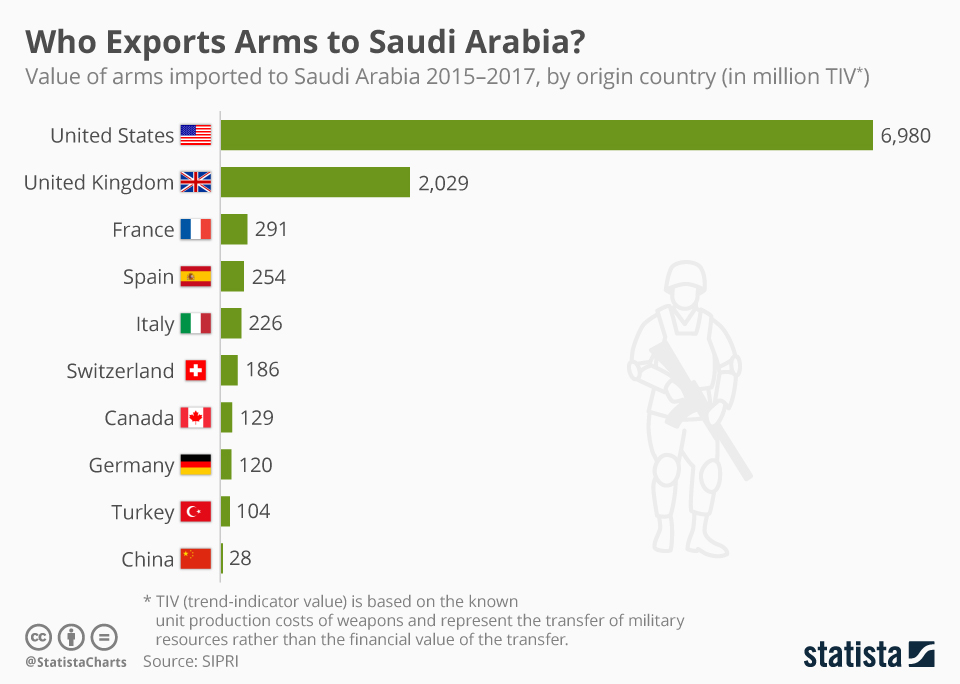 Who Exports Arms to Saudi Arabia?
Value of arms imported to Saudi Arabia 2015–2017, by origin country (in million TIV*)
United States 6,980
United Kingdom 2,029
France 291
Spain 254
Italy 226
Switzerland 186
Canada 129
Germany 120
Turkey 104
China 28
* TIV (trend-indicator value) is based on the known
unit production costs of weapons and represent the transfer of military
resources rather than the financial value of the transfer.
cc
@StatistaCharts Source: SIPRI
statista